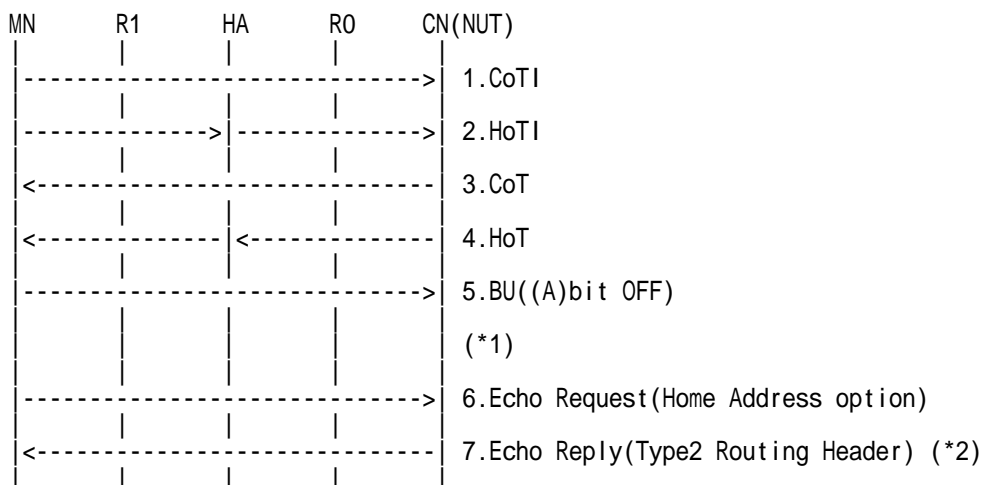 MN R1 HA R0 CN(NUT)
1.CoTI
2.HoTI
3.CoT
4.HoT
5.BU((A)bit OFF)
(*1)
6.Echo Request(Home Address option)
7.Echo Reply(Type2 Routing Header) (*2)